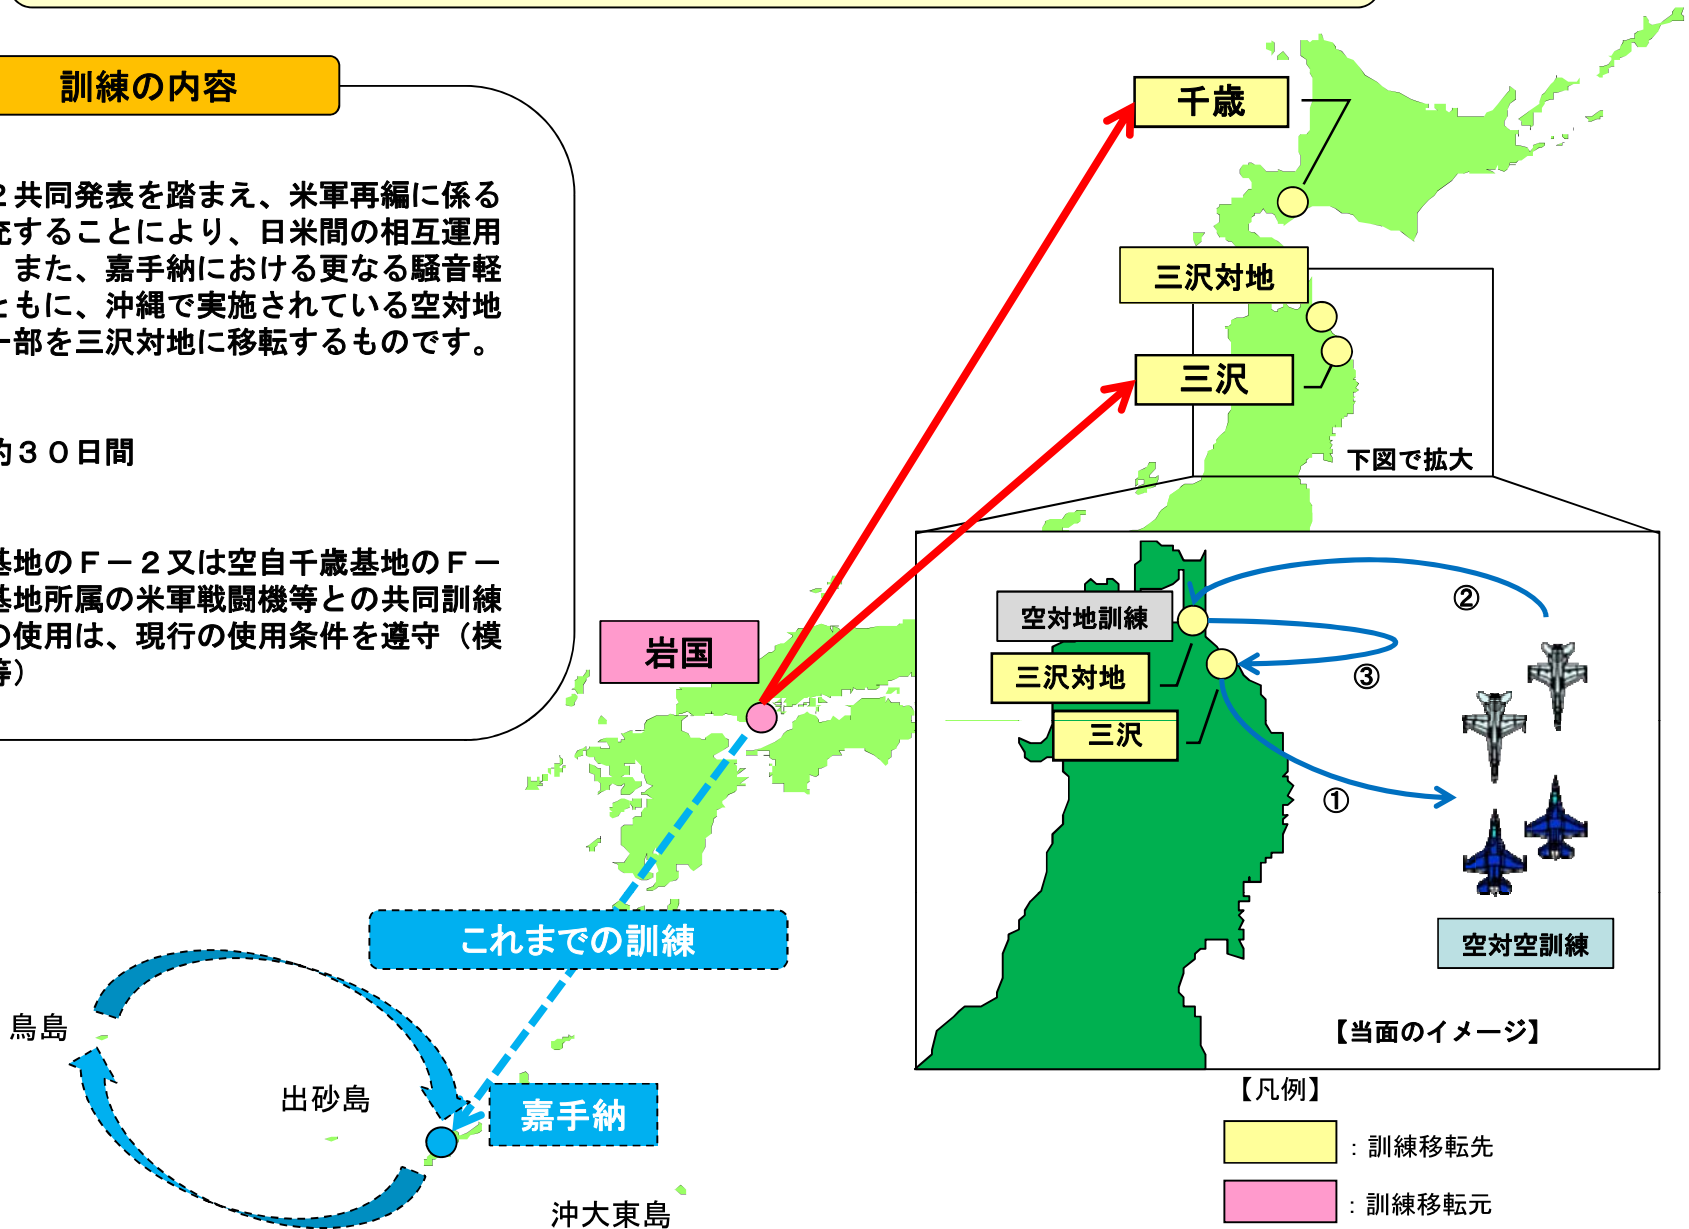 訓練の内容
２共同発表を踏まえ、米軍再編に係る
充することにより、日米間の相互運用
また、嘉手納における更なる騒音軽
ともに、沖縄で実施されている空対地
一部を三沢対地に移転するものです。
約３０日間
基地のＦ－２又は空自千歳基地のＦ－
基地所属の米軍戦闘機等との共同訓練
の使用は、現行の使用条件を遵守（模
等）
千歳
三沢対地
三沢
下図で拡大
岩国
空対地訓練
三沢対地
三沢
②
③
①
空対空訓練
【当面のイメージ】
これまでの訓練
鳥島
出砂島
嘉手納
沖大東島
【凡例】
：訓練移転先
：訓練移転元